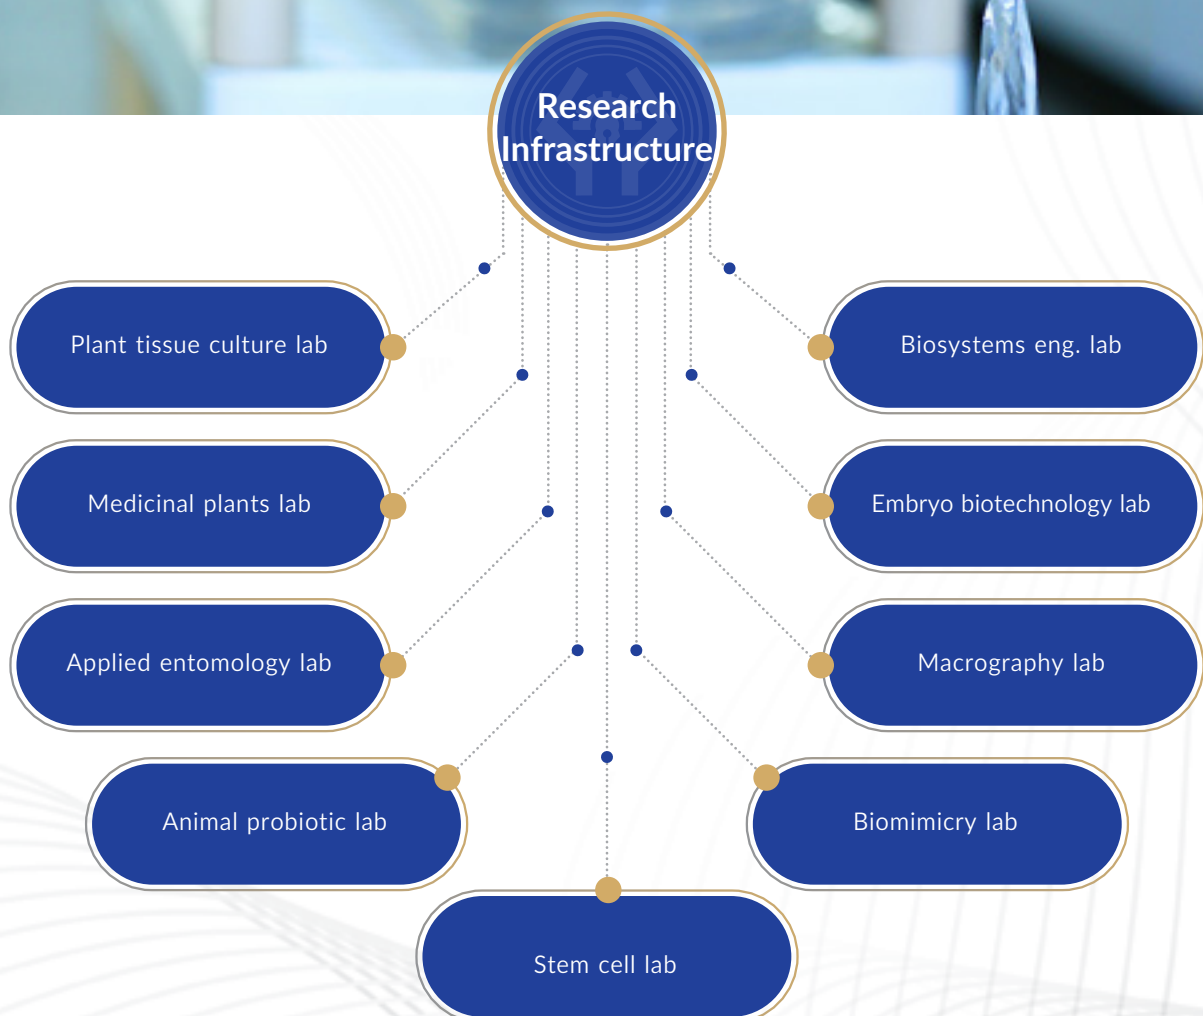 Research
Infrastructure
Plant tissue culture lab
Biosystems eng. lab
Medicinal plants lab
Embryo biotechnology lab
Applied entomology lab
Macrography lab
Animal probiotic lab
Biomimicry lab
Stem cell lab